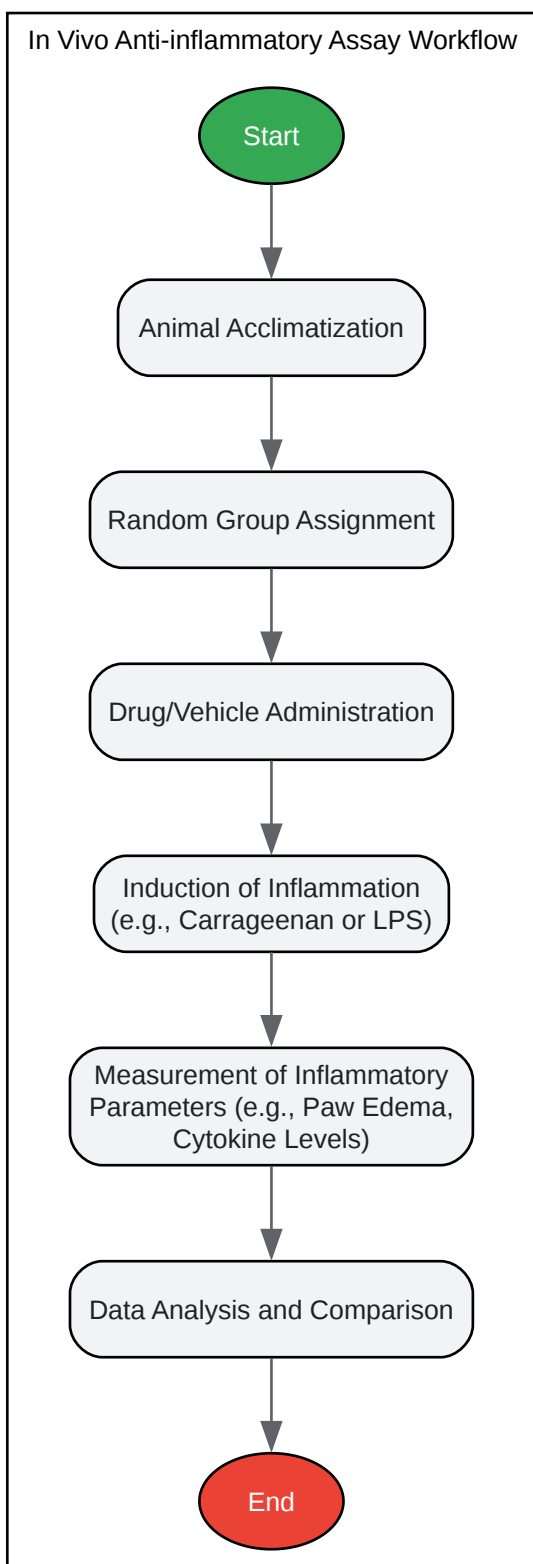 In Vivo Anti-inflammatory Assay Workflow
Start
Animal Acclimatization
Random Group Assignment
Drug/Vehicle Administration
Induction of Inflammation
(e.g., Carrageenan or LPS)
Measurement of Inflammatory
Parameters (e.g., Paw Edema,
Cytokine Levels)
Data Analysis and Comparison
End